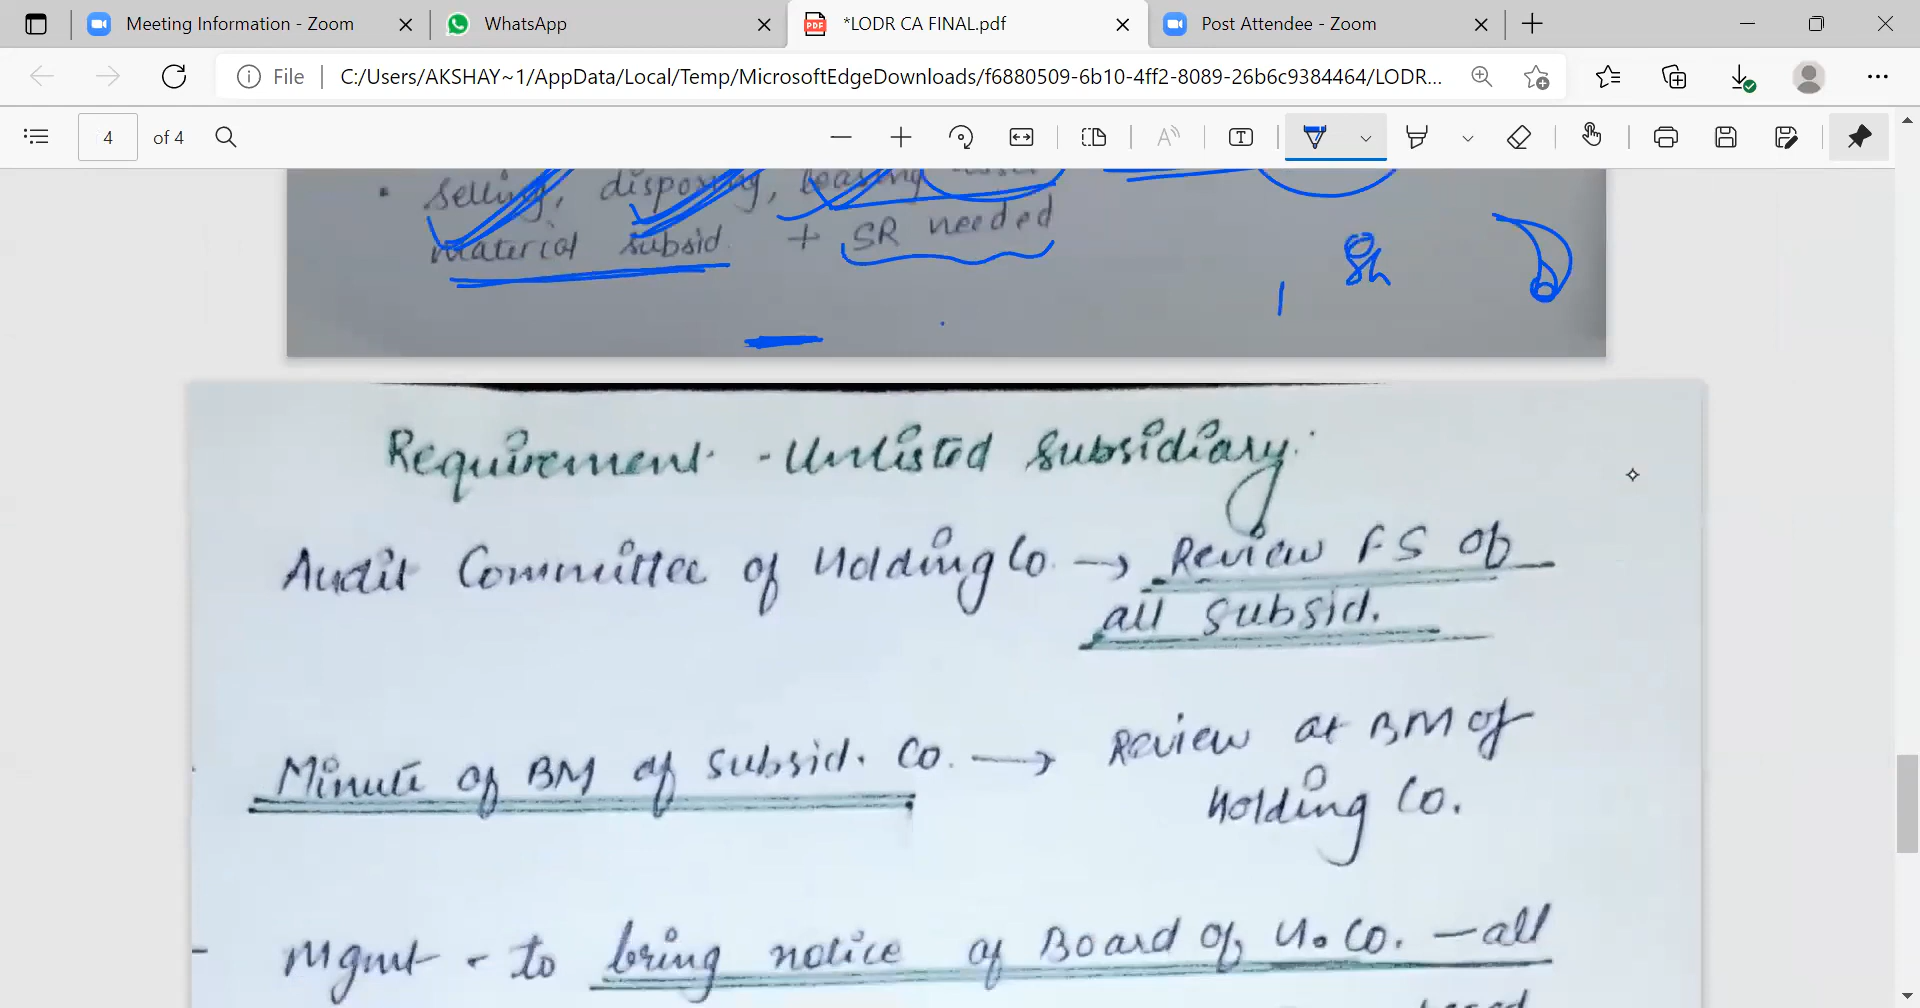 Meeting Information - Zoom
WhatsApp
*LODR CA FINAL.pdf
Post Attendee - Zoom
File
C:/Users/AKSHAY~1/AppData/Local/Temp/MicrosoftEdgeDownloads/f6880509-6b10-4ff2-8089-26b6c9384464/LODR...
4 of 4
• Selling, disposing, leasing
material subsid. + SR needed
Requirement - Unlisted Subsidiary:
Audit Committee of Holding Co. → Review FS of
all subsid.
Minute of BM of subsid. Co. → Review at BM of
Holding Co.
- Mgmt - to bring notice of Board of H. Co. - all